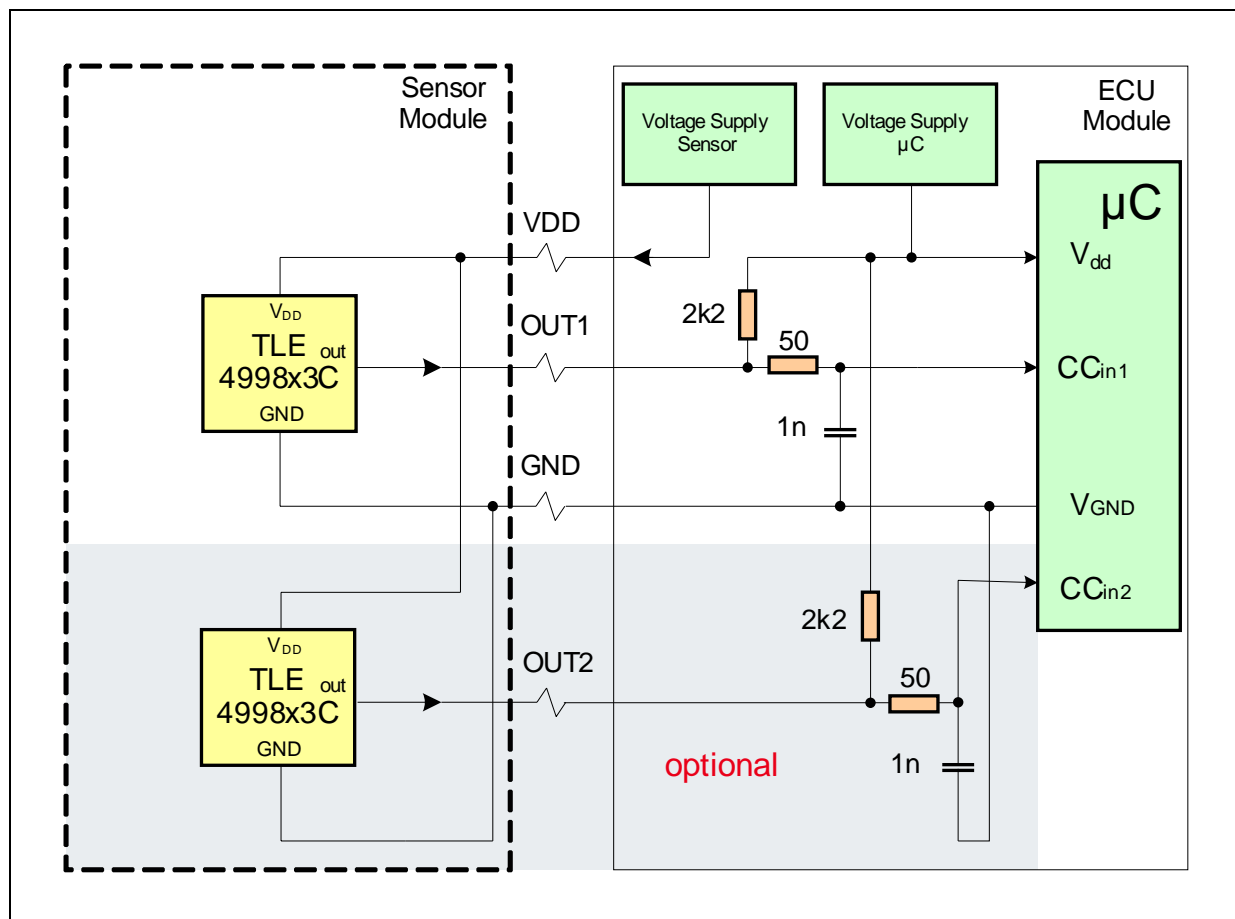 Sensor
Module
Voltage Supply
Sensor
Voltage Supply
µC
ECU
Module
µC
VDD
Vdd
VDD
TLE out
4998x3C
GND
OUT1
2k2
50
CCin1
1n
GND
VGND
CCin2
2k2
VDD
TLE out
4998x3C
GND
OUT2
50
optional
1n